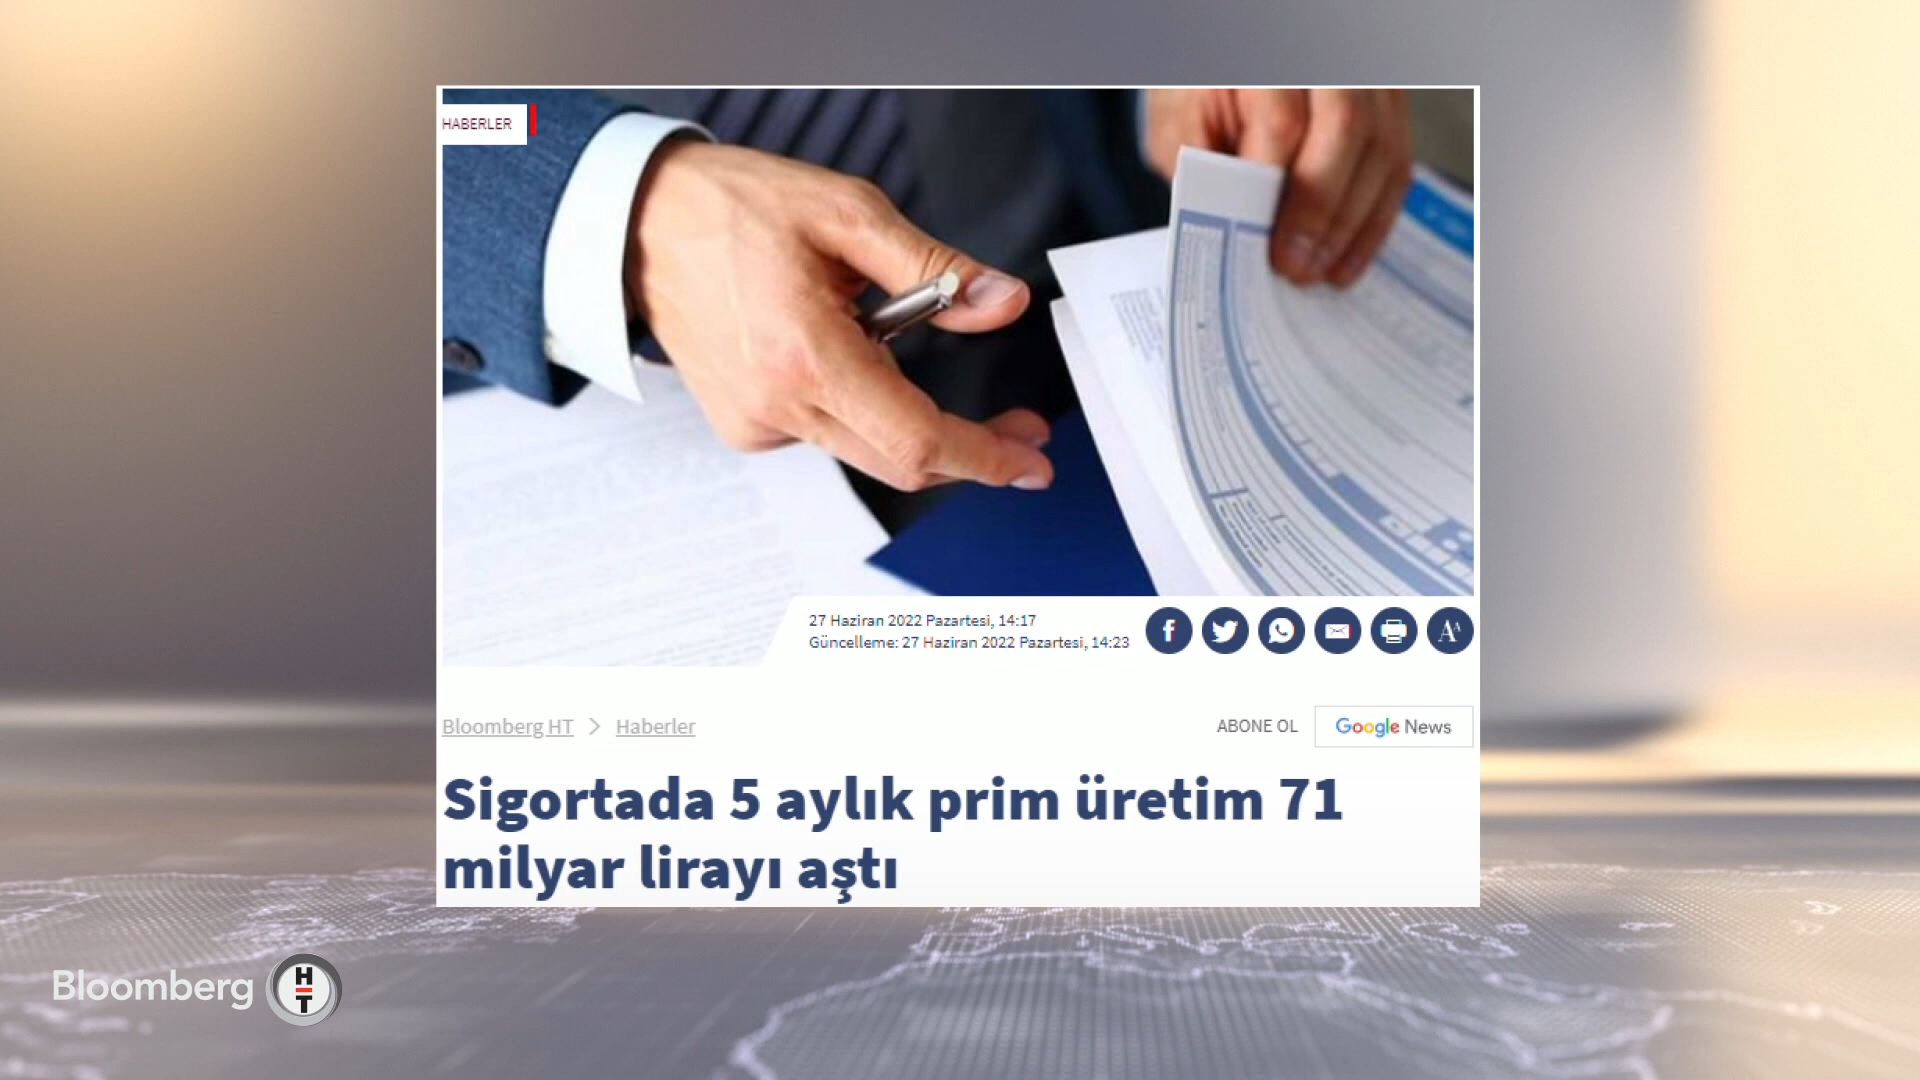 HABERLER
27 Haziran 2022 Pazartesi, 14:17
Güncelleme: 27 Haziran 2022 Pazartesi, 14:23
Bloomberg HT > Haberler
ABONE OL
Google News
Sigortada 5 aylık prim üretim 71
milyar lirayı aştı
Bloomberg HT